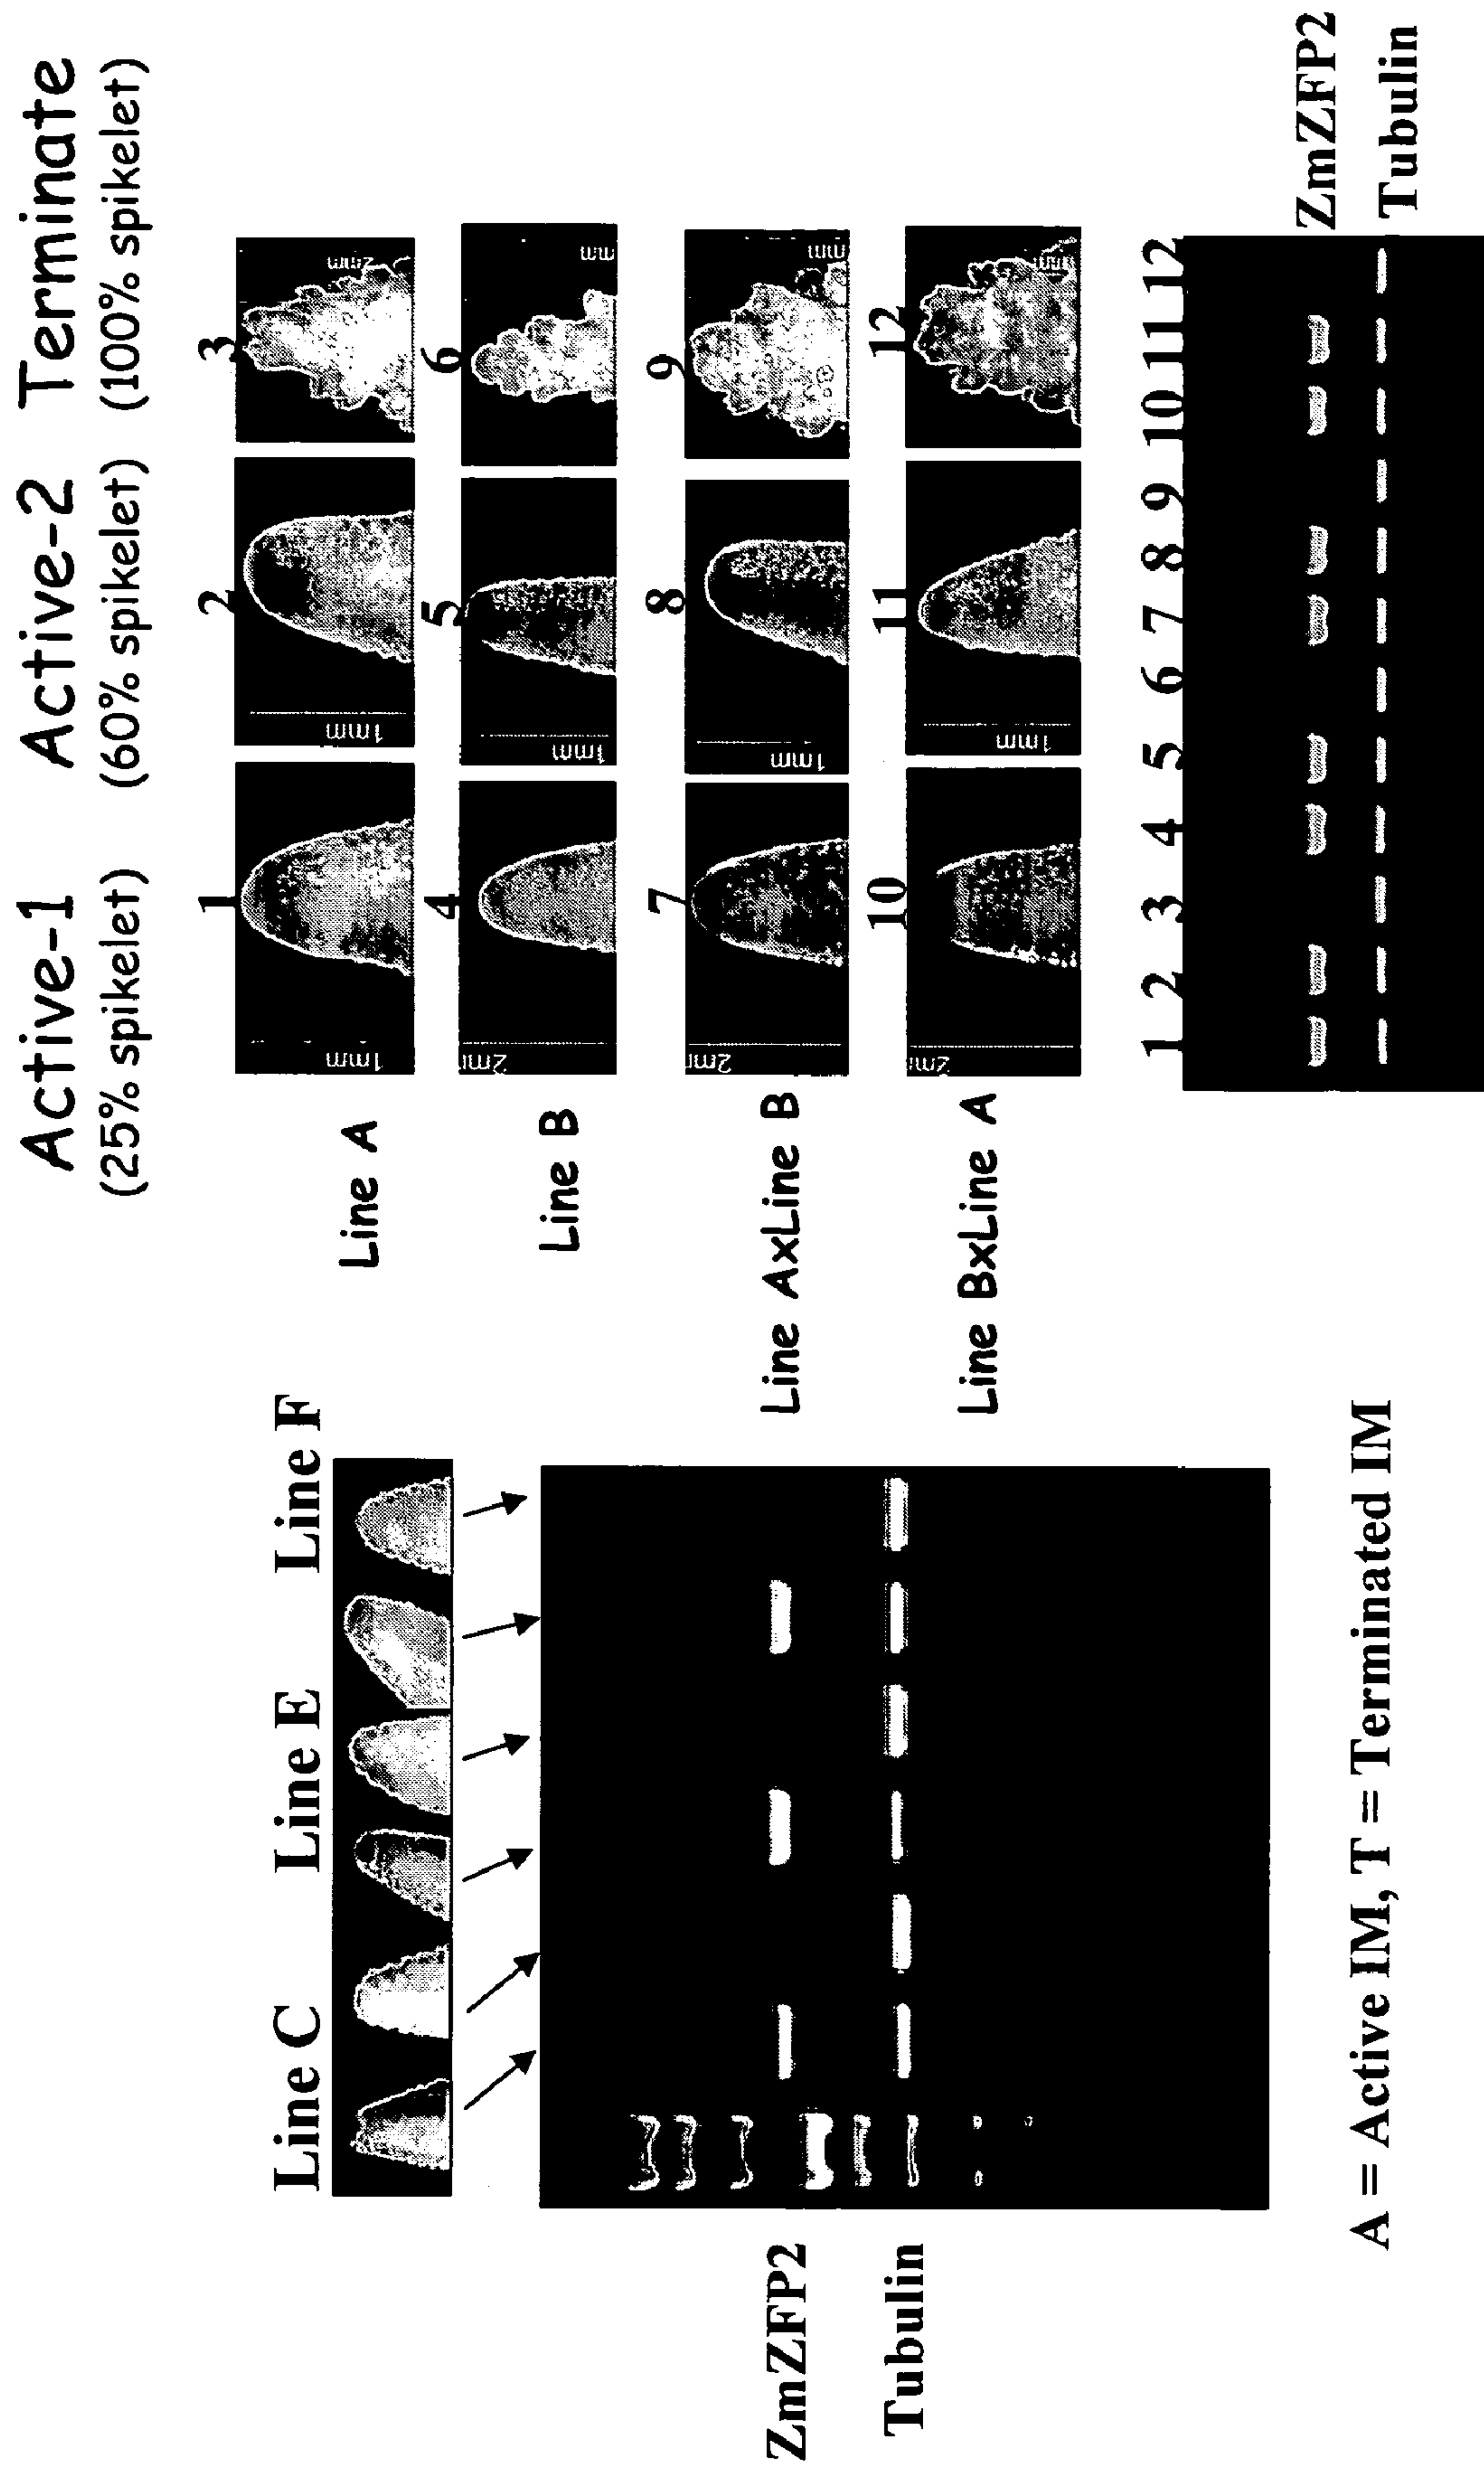 Line C Line E Line F
ZmZFP2
Tubulin
A = Active IM, T = Terminated IM
Active-1 Active-2 Terminate
(25% spikelet) (60% spikelet) (100% spikelet)
Line A
1 2 3
1mm 1mm 2mm
Line B
4 5 6
1mm mm
Line AxLine B
7 8 9
1mm mm
Line BxLine A
10 11 12
1mm mm
1 2 3 4 5 6 7 8 9 10 11 12
ZmZFP2
Tubulin